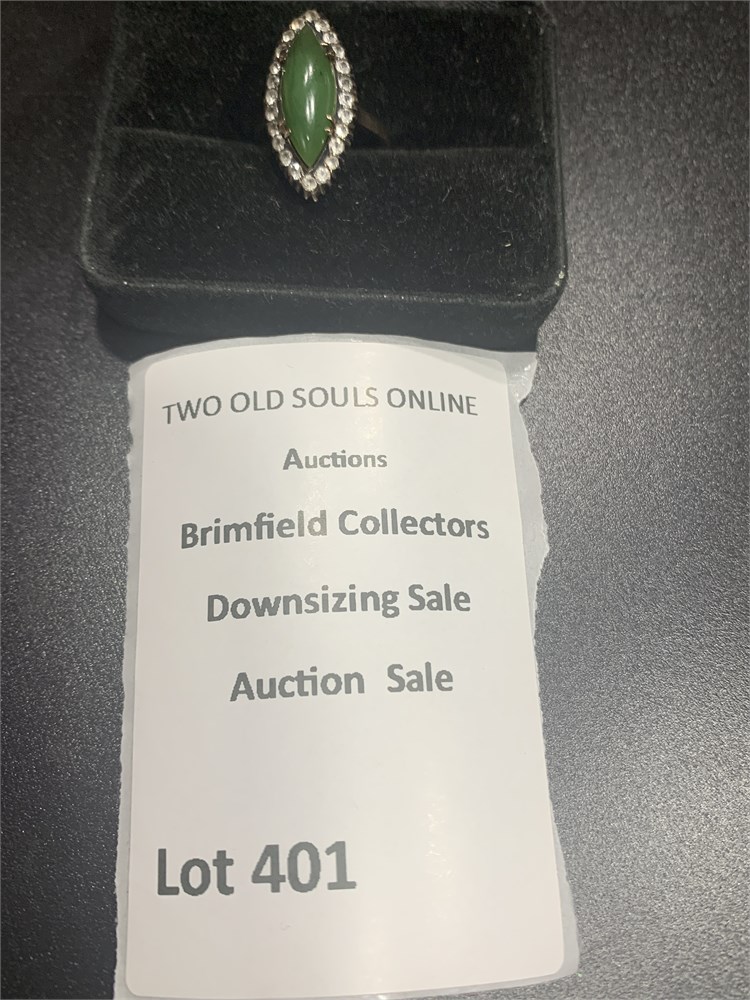 TWO OLD SOULS ONLINE
Auctions
Brimfield Collectors
Downsizing Sale
Auction Sale
Lot 401